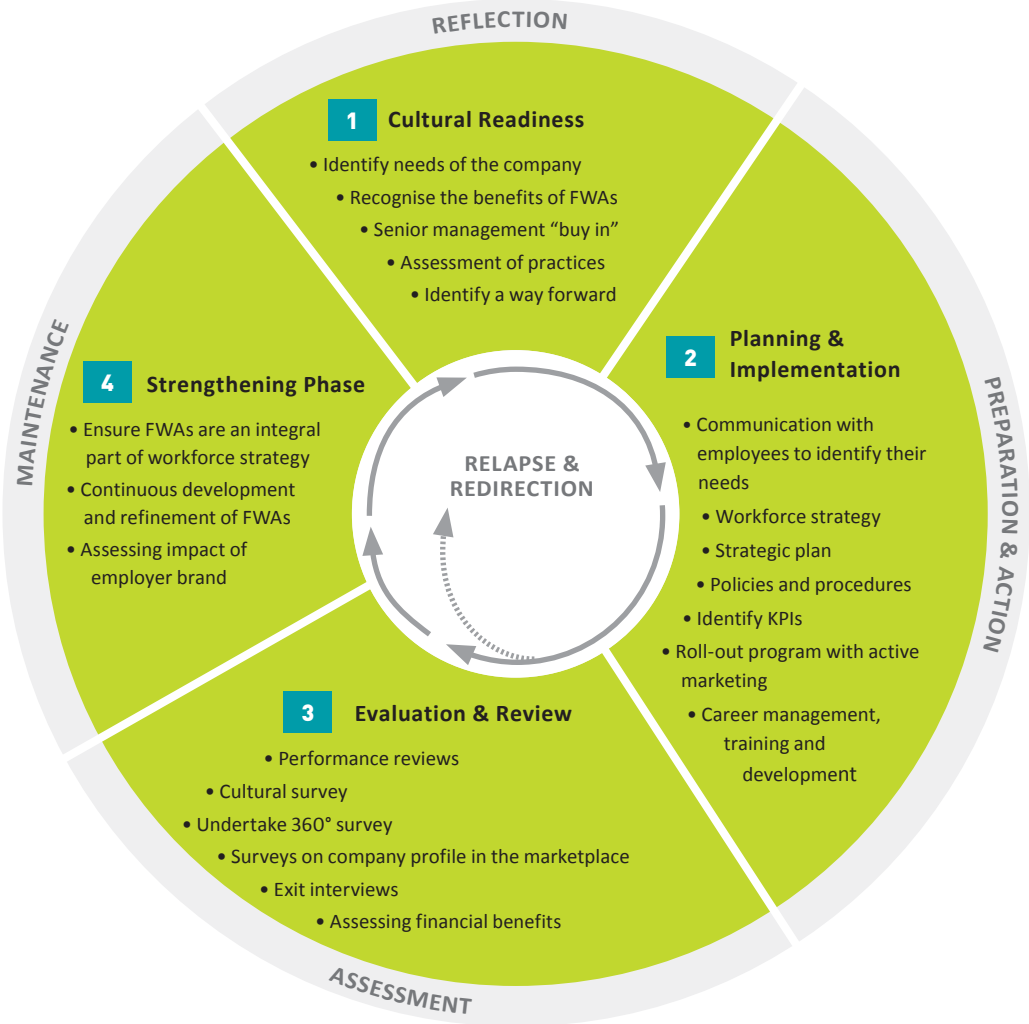 REFLECTION
1 Cultural Readiness
• Identify needs of the company
• Recognise the benefits of FWAs
• Senior management “buy in”
• Assessment of practices
• Identify a way forward
PREPARATION & ACTION
2 Planning &
Implementation
• Communication with
employees to identify their
needs
• Workforce strategy
• Strategic plan
• Policies and procedures
• Identify KPIs
• Roll-out program with active
marketing
• Career management,
training and
development
ASSESSMENT
3 Evaluation & Review
• Performance reviews
• Cultural survey
• Undertake 360° survey
• Surveys on company profile in the marketplace
• Exit interviews
• Assessing financial benefits
MAINTENANCE
4 Strengthening Phase
• Ensure FWAs are an integral
part of workforce strategy
• Continuous development
and refinement of FWAs
• Assessing impact of
employer brand
RELAPSE &
REDIRECTION